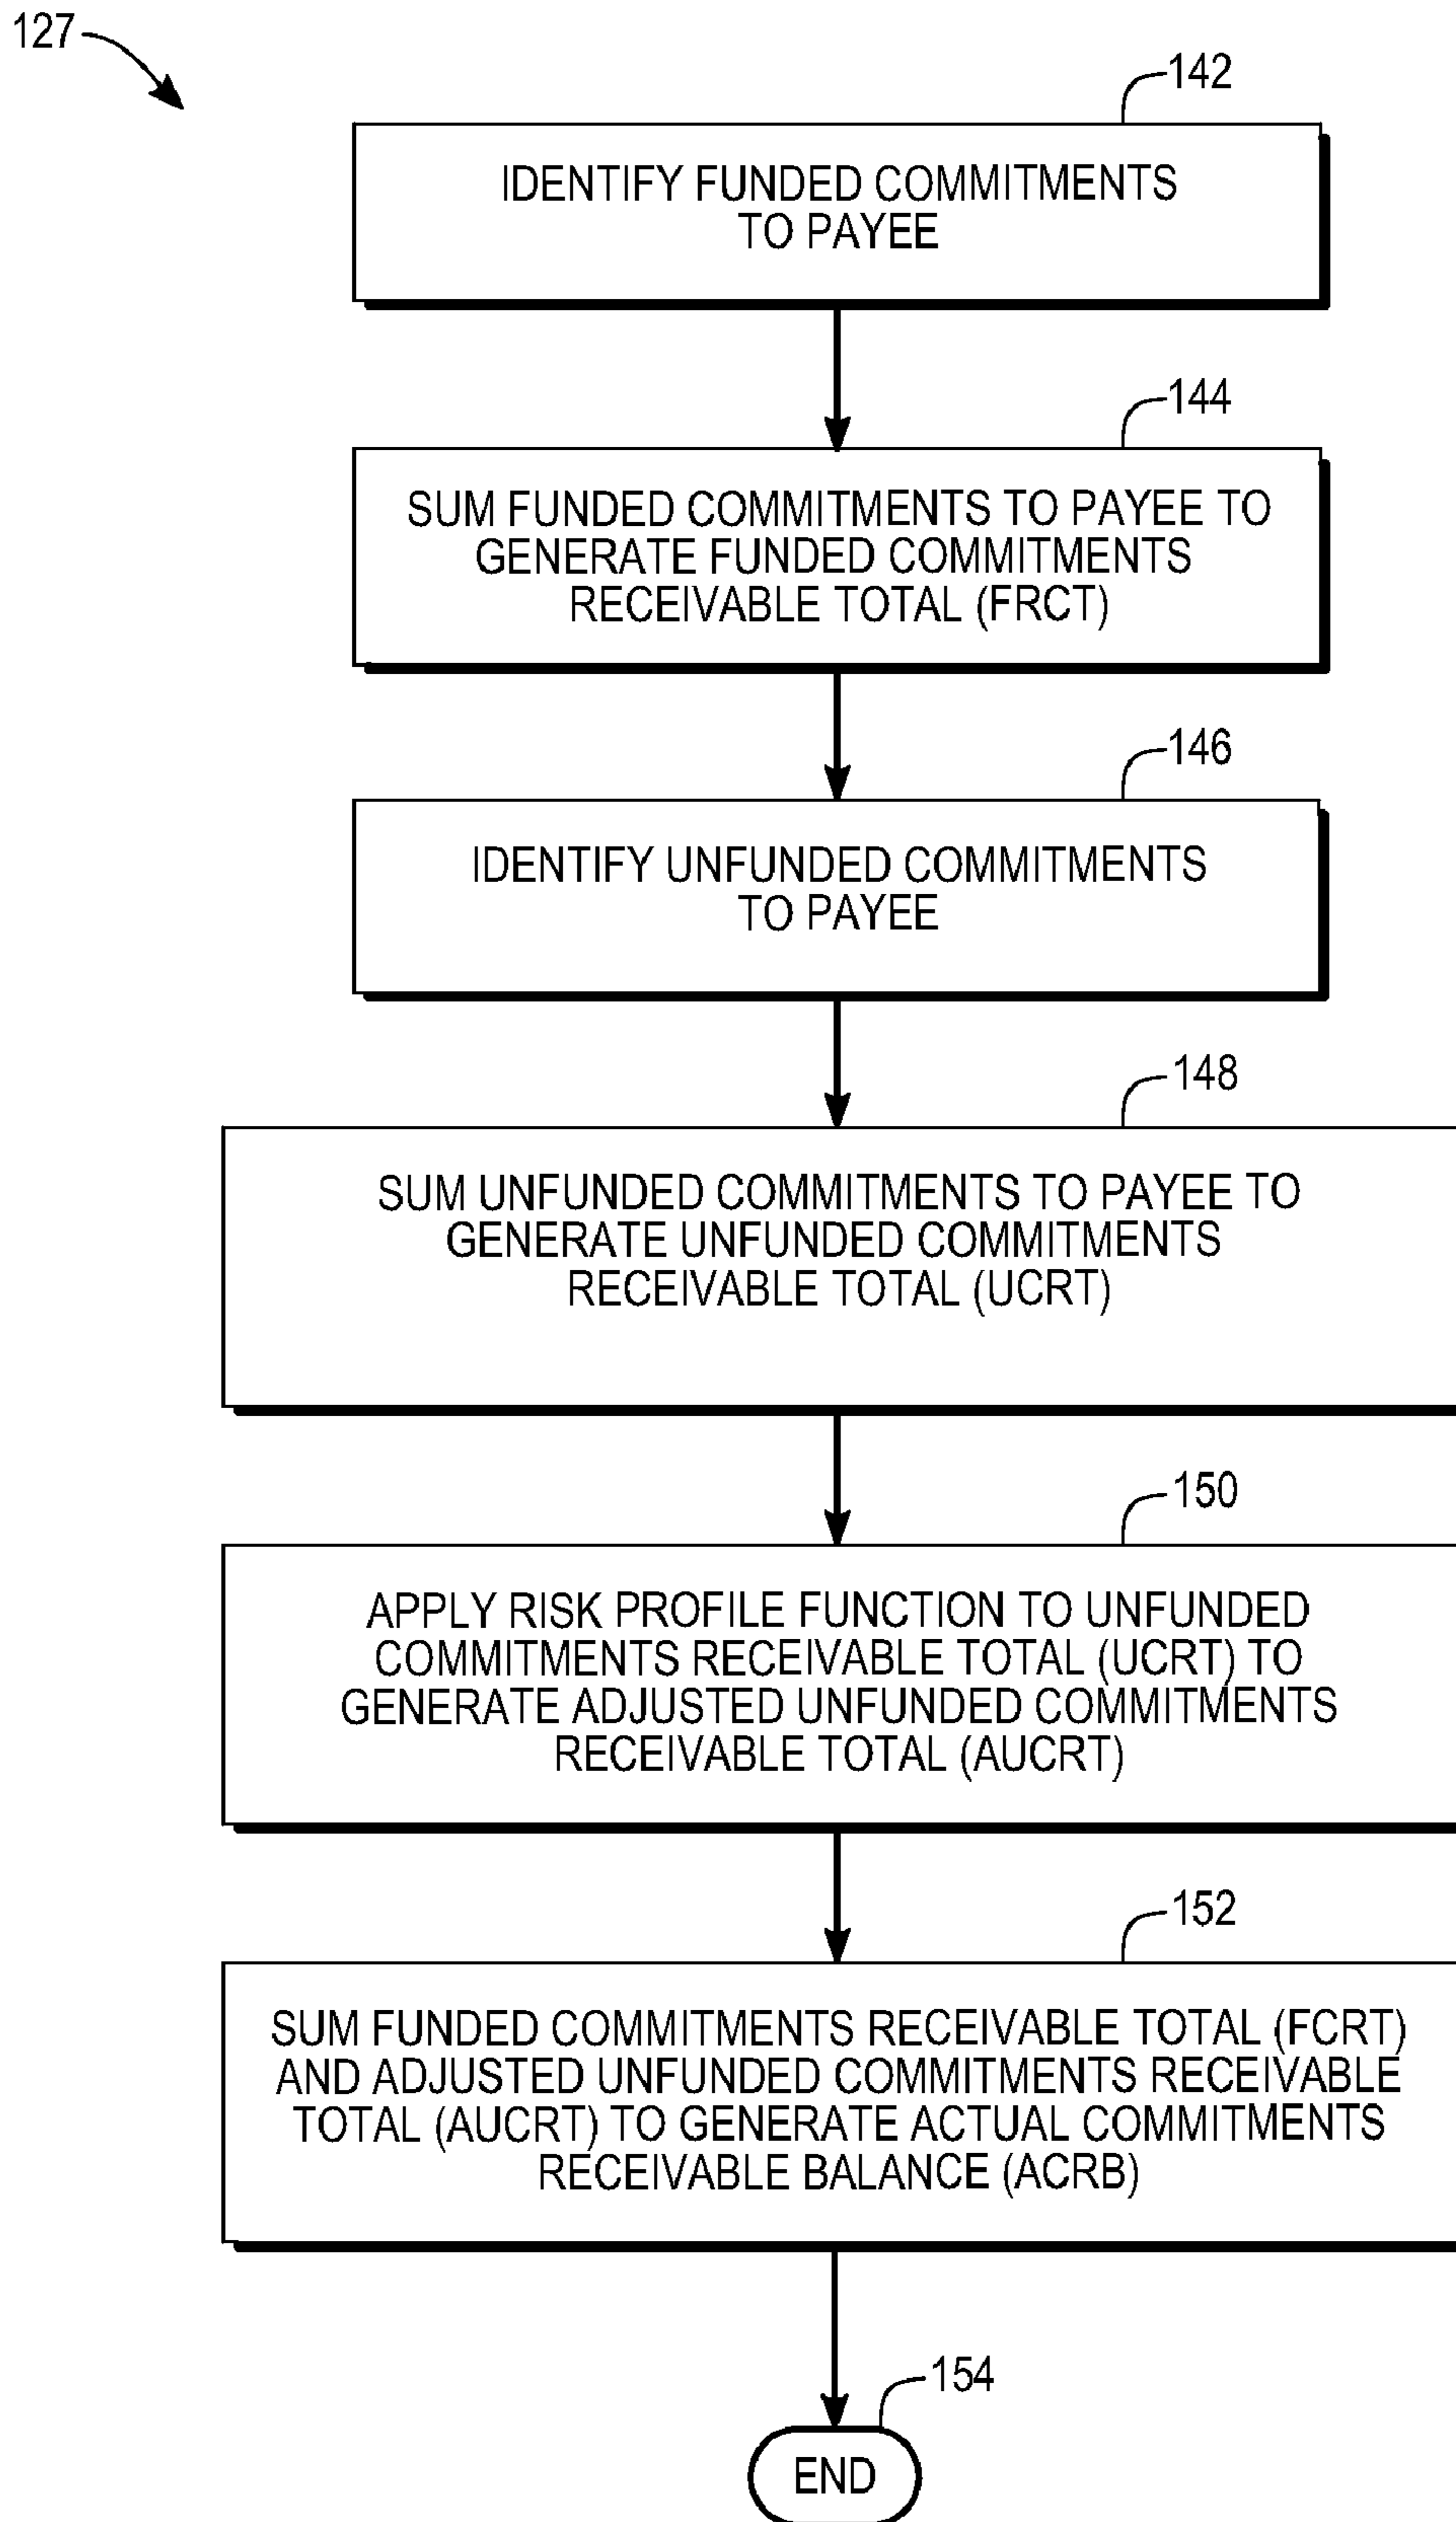 127
142
IDENTIFY FUNDED COMMITMENTS
TO PAYEE
144
SUM FUNDED COMMITMENTS TO PAYEE TO
GENERATE FUNDED COMMITMENTS
RECEIVABLE TOTAL (FRCT)
146
IDENTIFY UNFUNDED COMMITMENTS
TO PAYEE
148
SUM UNFUNDED COMMITMENTS TO PAYEE TO
GENERATE UNFUNDED COMMITMENTS
RECEIVABLE TOTAL (UCRT)
150
APPLY RISK PROFILE FUNCTION TO UNFUNDED
COMMITMENTS RECEIVABLE TOTAL (UCRT) TO
GENERATE ADJUSTED UNFUNDED COMMITMENTS
RECEIVABLE TOTAL (AUCRT)
152
SUM FUNDED COMMITMENTS RECEIVABLE TOTAL (FCRT)
AND ADJUSTED UNFUNDED COMMITMENTS RECEIVABLE
TOTAL (AUCRT) TO GENERATE ACTUAL COMMITMENTS
RECEIVABLE BALANCE (ACRB)
154
END